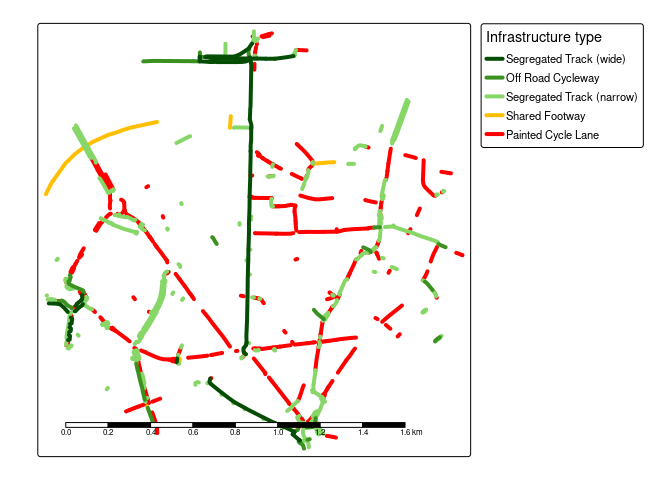 Infrastructure type
Segregated Track (wide)
Off Road Cycleway
Segregated Track (narrow)
Shared Footway
Painted Cycle Lane
0.0 0.2 0.4 0.6 0.8 1.0 1.2 1.4 1.6 km